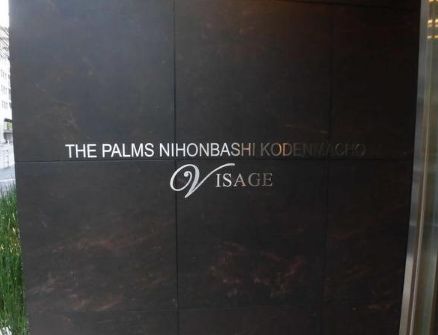 THE PALMS NIHONBASHI KODENMACHO
VISAGE